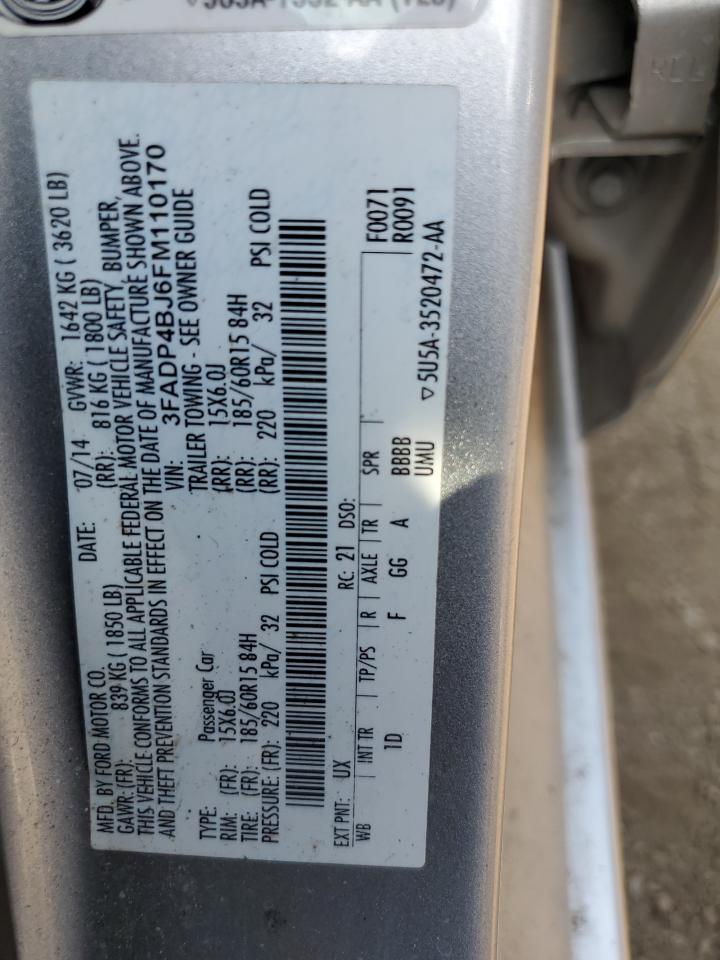 MFD. BY FORD MOTOR CO.
DATE: 07/14 GVWR: 1642 KG ( 3620 LB)
GAWR: (FR): 839 KG ( 1850 LB) (RR): 816 KG ( 1800 LB)
THIS VEHICLE CONFORMS TO ALL APPLICABLE FEDERAL MOTOR VEHICLE SAFETY, BUMPER,
AND THEFT PREVENTION STANDARDS IN EFFECT ON THE DATE OF MANUFACTURE SHOWN ABOVE.
VIN: 3FADP4BJ6FM110170
TYPE: Passenger Car TRAILER TOWING - SEE OWNER GUIDE
RIM: (FR): 15X6.0J (RR): 15X6.0J
TIRE: (FR): 185/60R15 84H (RR): 185/60R15 84H
PRESSURE: (FR): 220 kPa/ 32 PSI COLD (RR): 220 kPa/ 32 PSI COLD
EXT PNT: UX RC: 21 DSO: F0071
WB INT TR TP/PS R AXLE TR SPR R0091
1D F GG A BBBB
UMU
5U5A-3520472-AA